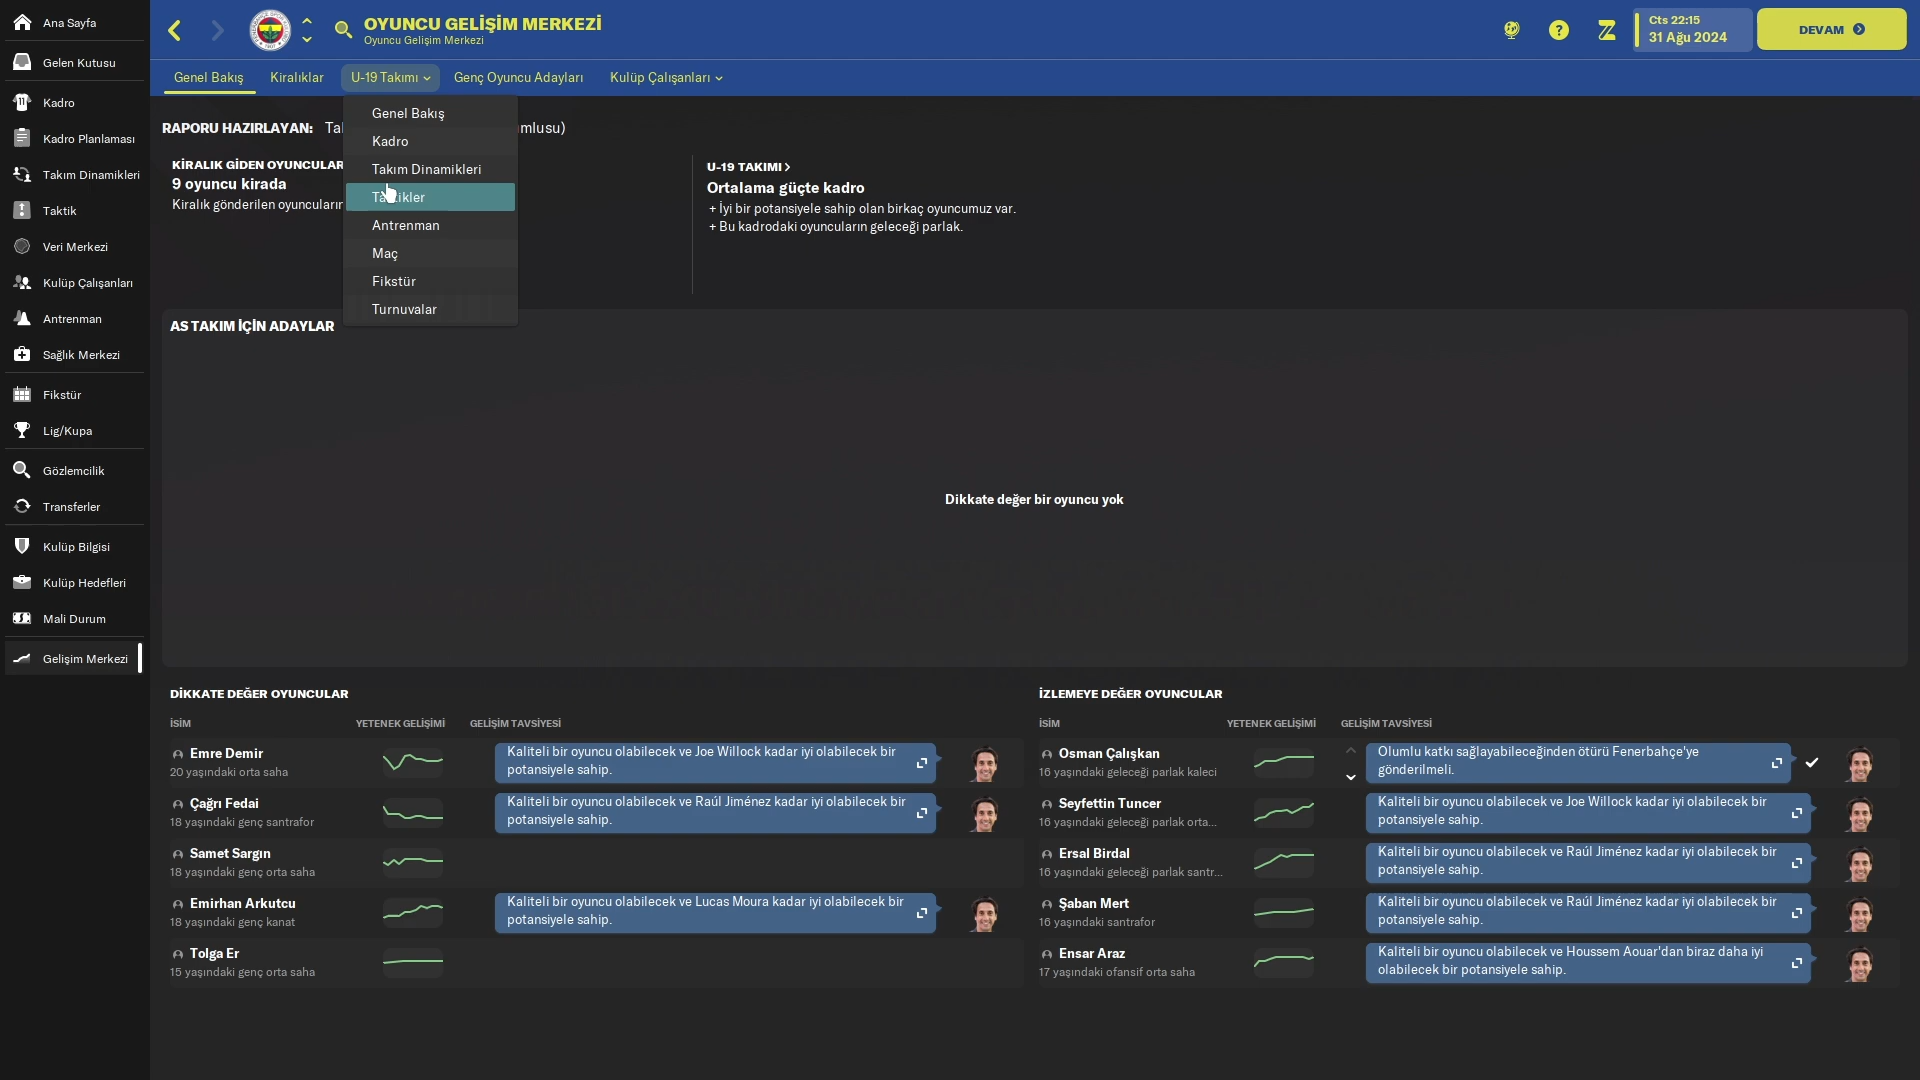 Ana Sayfa
Gelen Kutusu
Kadro
Kadro Planlaması
Takım Dinamikleri
Taktik
Veri Merkezi
Kulüp Çalışanları
Antrenman
Sağlık Merkezi
Fikstür
Lig/Kupa
Gözlemcilik
Transferler
Kulüp Bilgisi
Kulüp Hedefleri
Mali Durum
Gelişim Merkezi
OYUNCU GELİŞİM MERKEZİ
Oyuncu Gelişim Merkezi
Cts 22:15
31 Ağu 2024
DEVAM
Genel Bakış
Kiralıklar
U-19 Takımı
Genç Oyuncu Adayları
Kulüp Çalışanları
Genel Bakış
Kadro
Takım Dinamikleri
Antrenman
Maç
Fikstür
Turnuvalar
RAPORU HAZIRLAYAN:
KİRALIK GİDEN OYUNCULAR
9 oyuncu kirada
Kiralık gönderilen oyuncuların
U-19 TAKIMI
Ortalama güçte kadro
+ İyi bir potansiyele sahip olan birkaç oyuncumuz var.
+ Bu kadrodaki oyuncuların geleceği parlak.
AS TAKIM İÇİN ADAYLAR
Dikkate değer bir oyuncu yok
DİKKATE DEĞER OYUNCULAR
İSİM YETENEK GELİŞİMİ GELİŞİM TAVSİYESİ
Emre Demir
20 yaşındaki orta saha
Kaliteli bir oyuncu olabilecek ve Joe Willock kadar iyi olabilecek bir
potansiyele sahip.
Çağrı Fedai
18 yaşındaki genç santrafor
Kaliteli bir oyuncu olabilecek ve Raúl Jiménez kadar iyi olabilecek bir
potansiyele sahip.
Samet Sargın
18 yaşındaki genç orta saha
Emirhan Arkutcu
18 yaşındaki genç kanat
Kaliteli bir oyuncu olabilecek ve Lucas Moura kadar iyi olabilecek bir
potansiyele sahip.
Tolga Er
15 yaşındaki genç orta saha
İZLEMEYE DEĞER OYUNCULAR
İSİM YETENEK GELİŞİMİ GELİŞİM TAVSİYESİ
Osman Çalışkan
16 yaşındaki geleceği parlak kaleci
Olumlu katkı sağlayabileceğinden ötürü Fenerbahçe'ye
gönderilmeli.
Seyfettin Tuncer
16 yaşındaki geleceği parlak orta...
Kaliteli bir oyuncu olabilecek ve Joe Willock kadar iyi olabilecek bir
potansiyele sahip.
Ersal Birdal
16 yaşındaki geleceği parlak santr...
Kaliteli bir oyuncu olabilecek ve Raúl Jiménez kadar iyi olabilecek bir
potansiyele sahip.
Şaban Mert
16 yaşındaki santrafor
Kaliteli bir oyuncu olabilecek ve Raúl Jiménez kadar iyi olabilecek bir
potansiyele sahip.
Ensar Araz
17 yaşındaki ofansif orta saha
Kaliteli bir oyuncu olabilecek ve Houssem Aouar'dan biraz daha iyi
olabilecek bir potansiyele sahip.